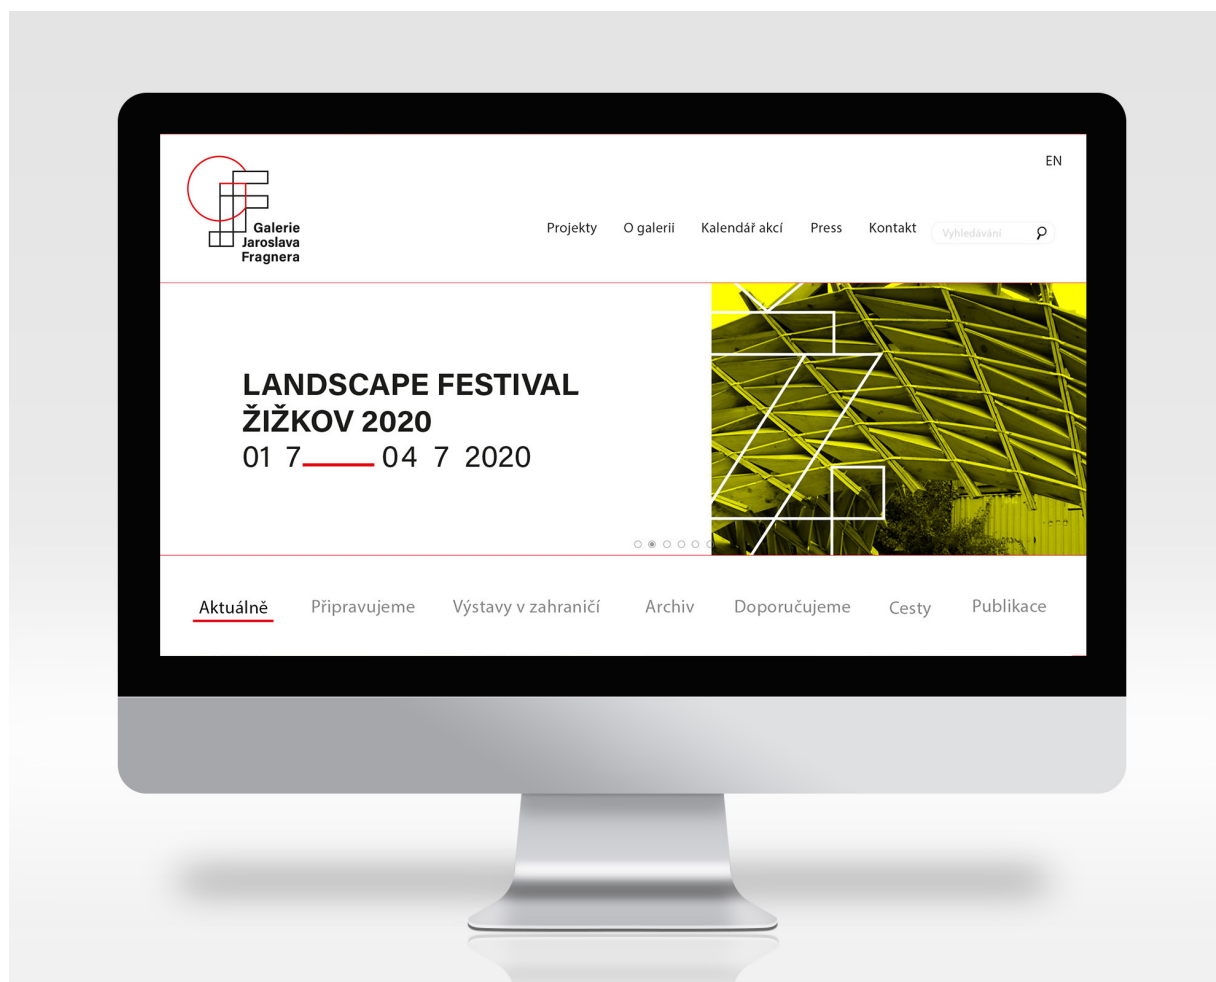 EN
Galerie
Jaroslava
Fragnera
Projekty O galerii Kalendář akcí Press Kontakt Vyhledávání
LANDSCAPE FESTIVAL
ŽIŽKOV 2020
01 7 04 7 2020
Aktuálně Připravujeme Výstavy v zahraničí Archiv Doporučujeme Cesty Publikace